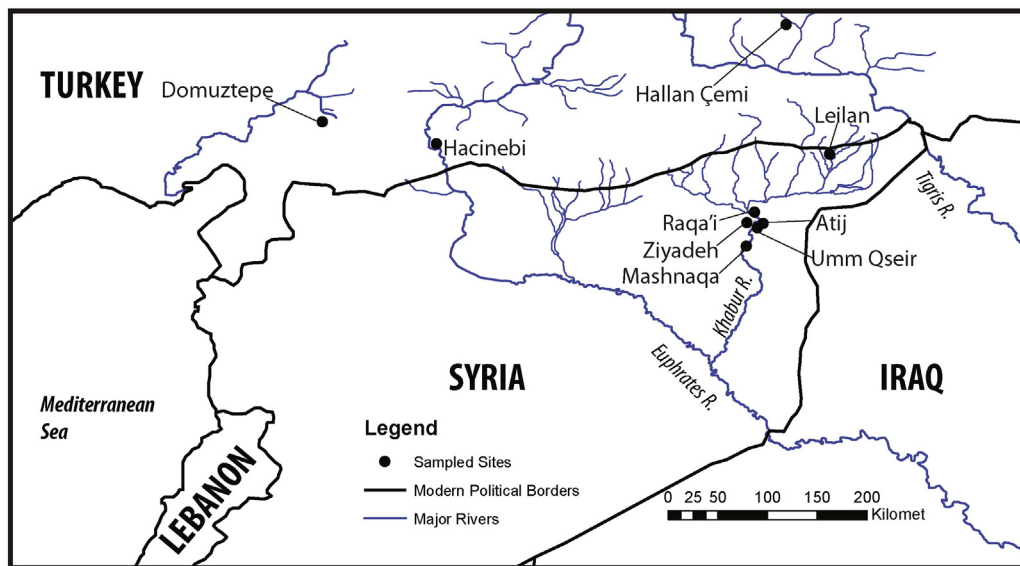 TURKEY
Domuztepe
Hacinebi
Hallan Çemi
Leilan
Tigris R.
Raqa'i
Atij
Ziyadeh
Umm Qseir
Mashnaqa
Khabur R.
Euphrates R.
SYRIA
IRAQ
Mediterranean
Sea
LEBANON
Legend
Sampled Sites
Modern Political Borders
Major Rivers
0 25 50 100 150 200
Kilomet